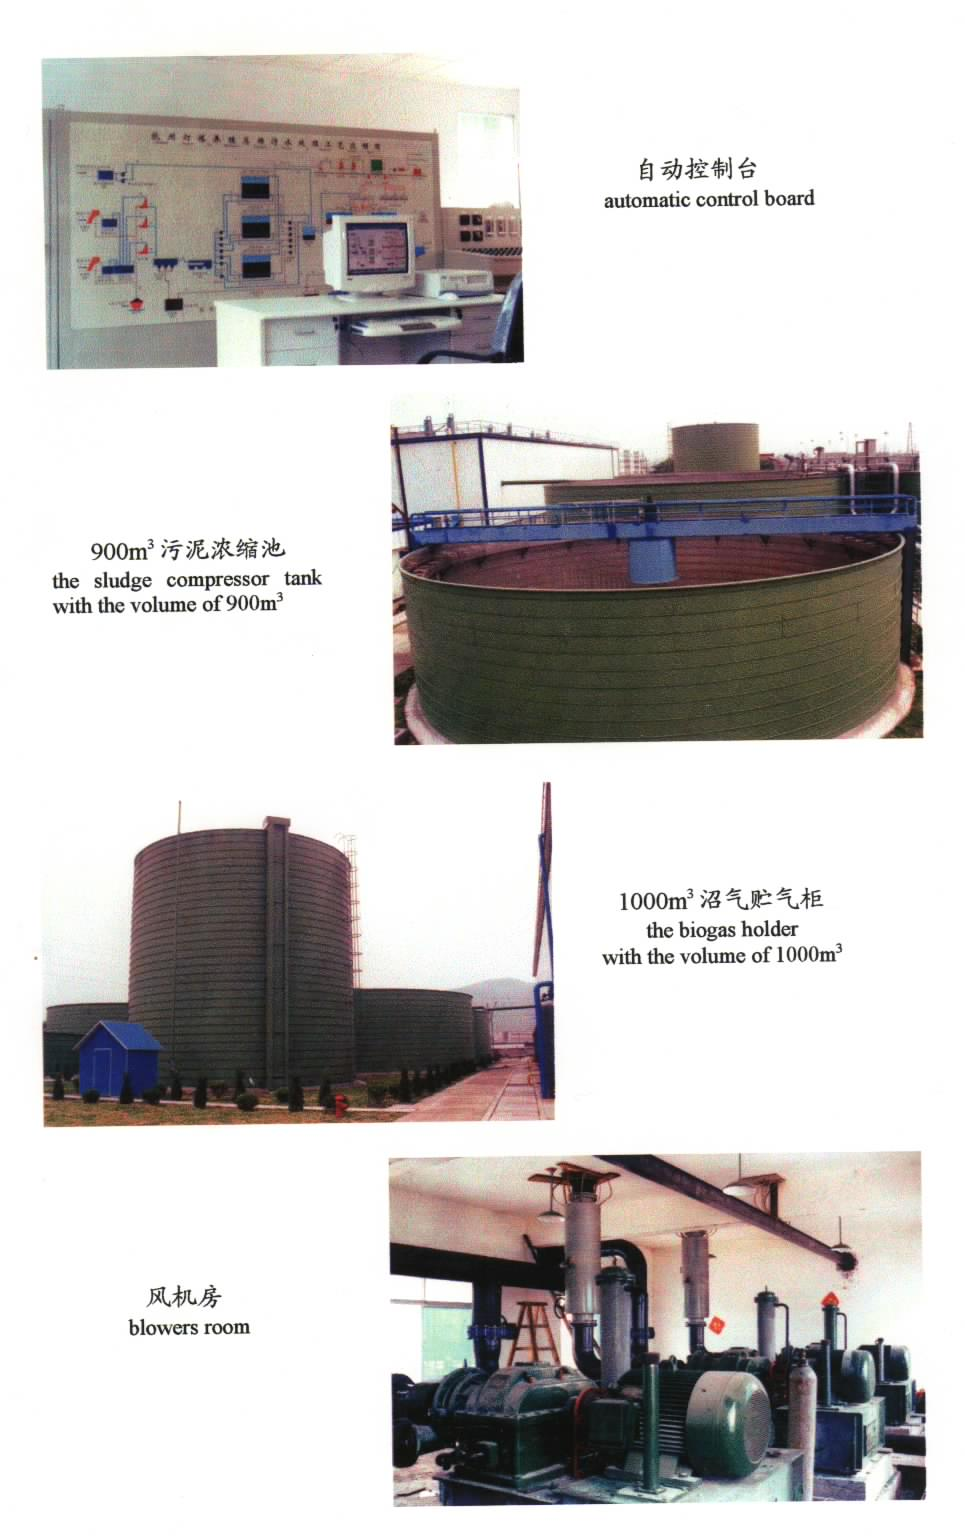 自动控制台
automatic control board
900m³ 污泥浓缩池
the sludge compressor tank
with the volume of 900m³
1000m³ 沼气贮气柜
the biogas holder
with the volume of 1000m³
风机房
blowers room